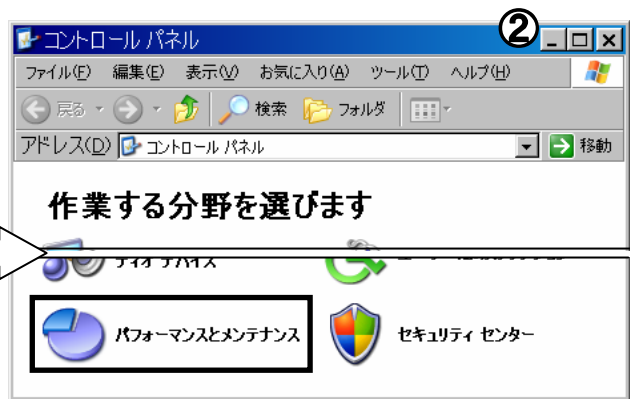 ②
コントロール パネル
ファイル(F) 編集(E) 表示(V) お気に入り(A) ツール(T) ヘルプ(H)
戻る 検索 フォルダ
アドレス(D) コントロール パネル 移動
作業する分野を選びます
パフォーマンスとメンテナンス セキュリティ センター